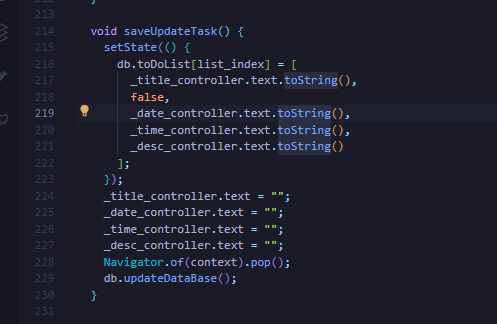 213
214 void saveUpdateTask() {
215 setState(() {
216 db.toDoList[list_index] = [
217 _title_controller.text.toString(),
218 false,
219 _date_controller.text.toString(),
220 _time_controller.text.toString(),
221 _desc_controller.text.toString()
222 ];
223 });
224 _title_controller.text = "";
225 _date_controller.text = "";
226 _time_controller.text = "";
227 _desc_controller.text = "";
228 Navigator.of(context).pop();
229 db.updateDataBase();
230 }
231